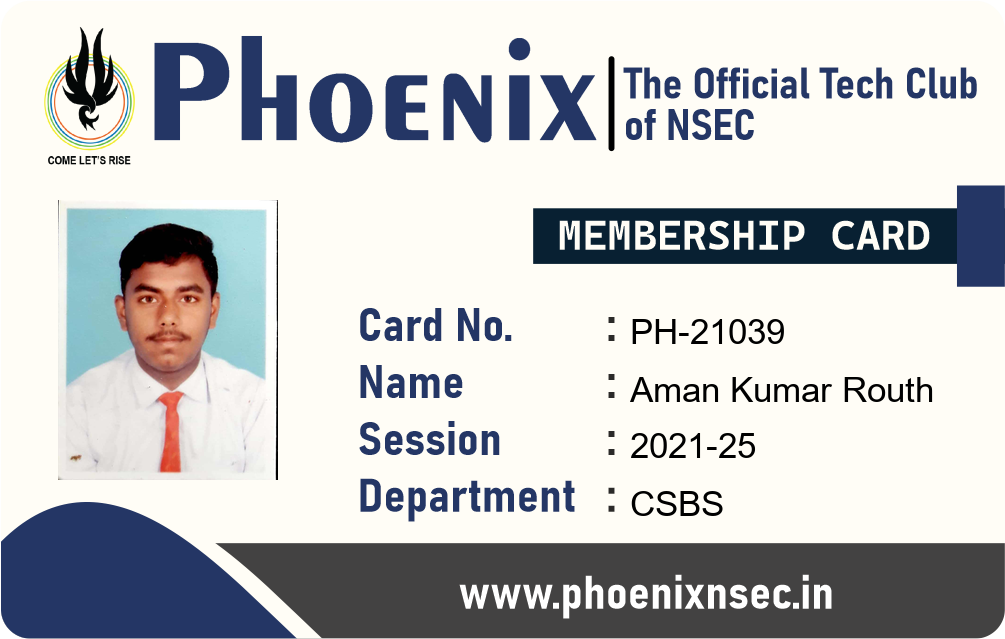 COME LET'S RISE
PHOENIX
The Official Tech Club
of NSEC
MEMBERSHIP CARD
Card No. : PH-21039
Name : Aman Kumar Routh
Session : 2021-25
Department : CSBS
www.phoenixnsec.in